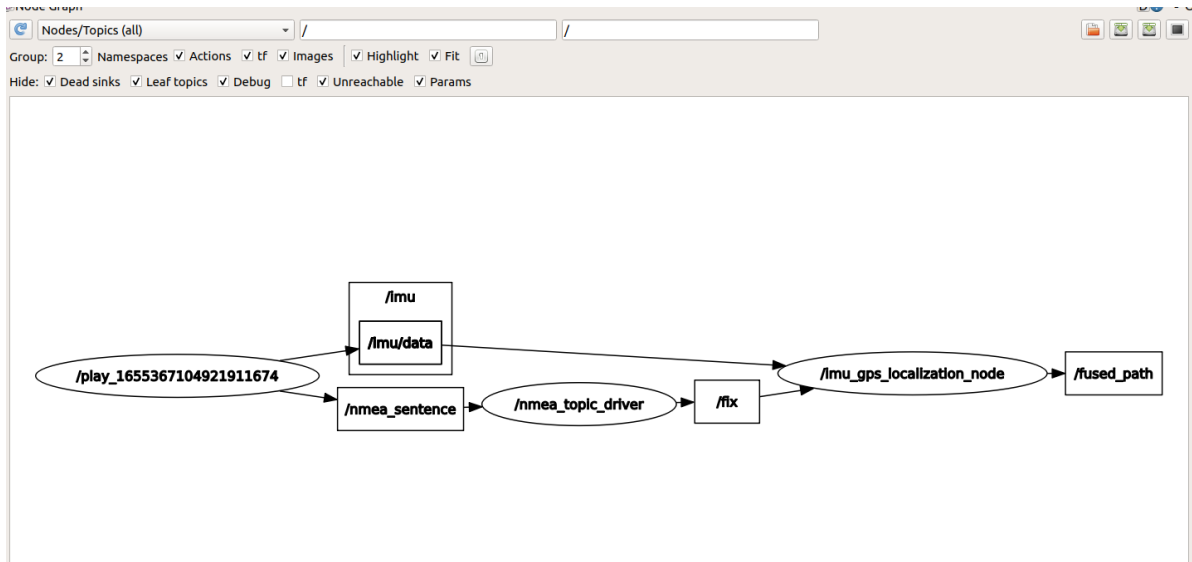 Node Graph
Nodes/Topics (all) / /
Group: 2 Namespaces Actions tf Images Highlight Fit
Hide: Dead sinks Leaf topics Debug tf Unreachable Params
/imu
/imu/data
/play_1655367104921911674
/nmea_sentence
/nmea_topic_driver
/fix
/imu_gps_localization_node
/fused_path